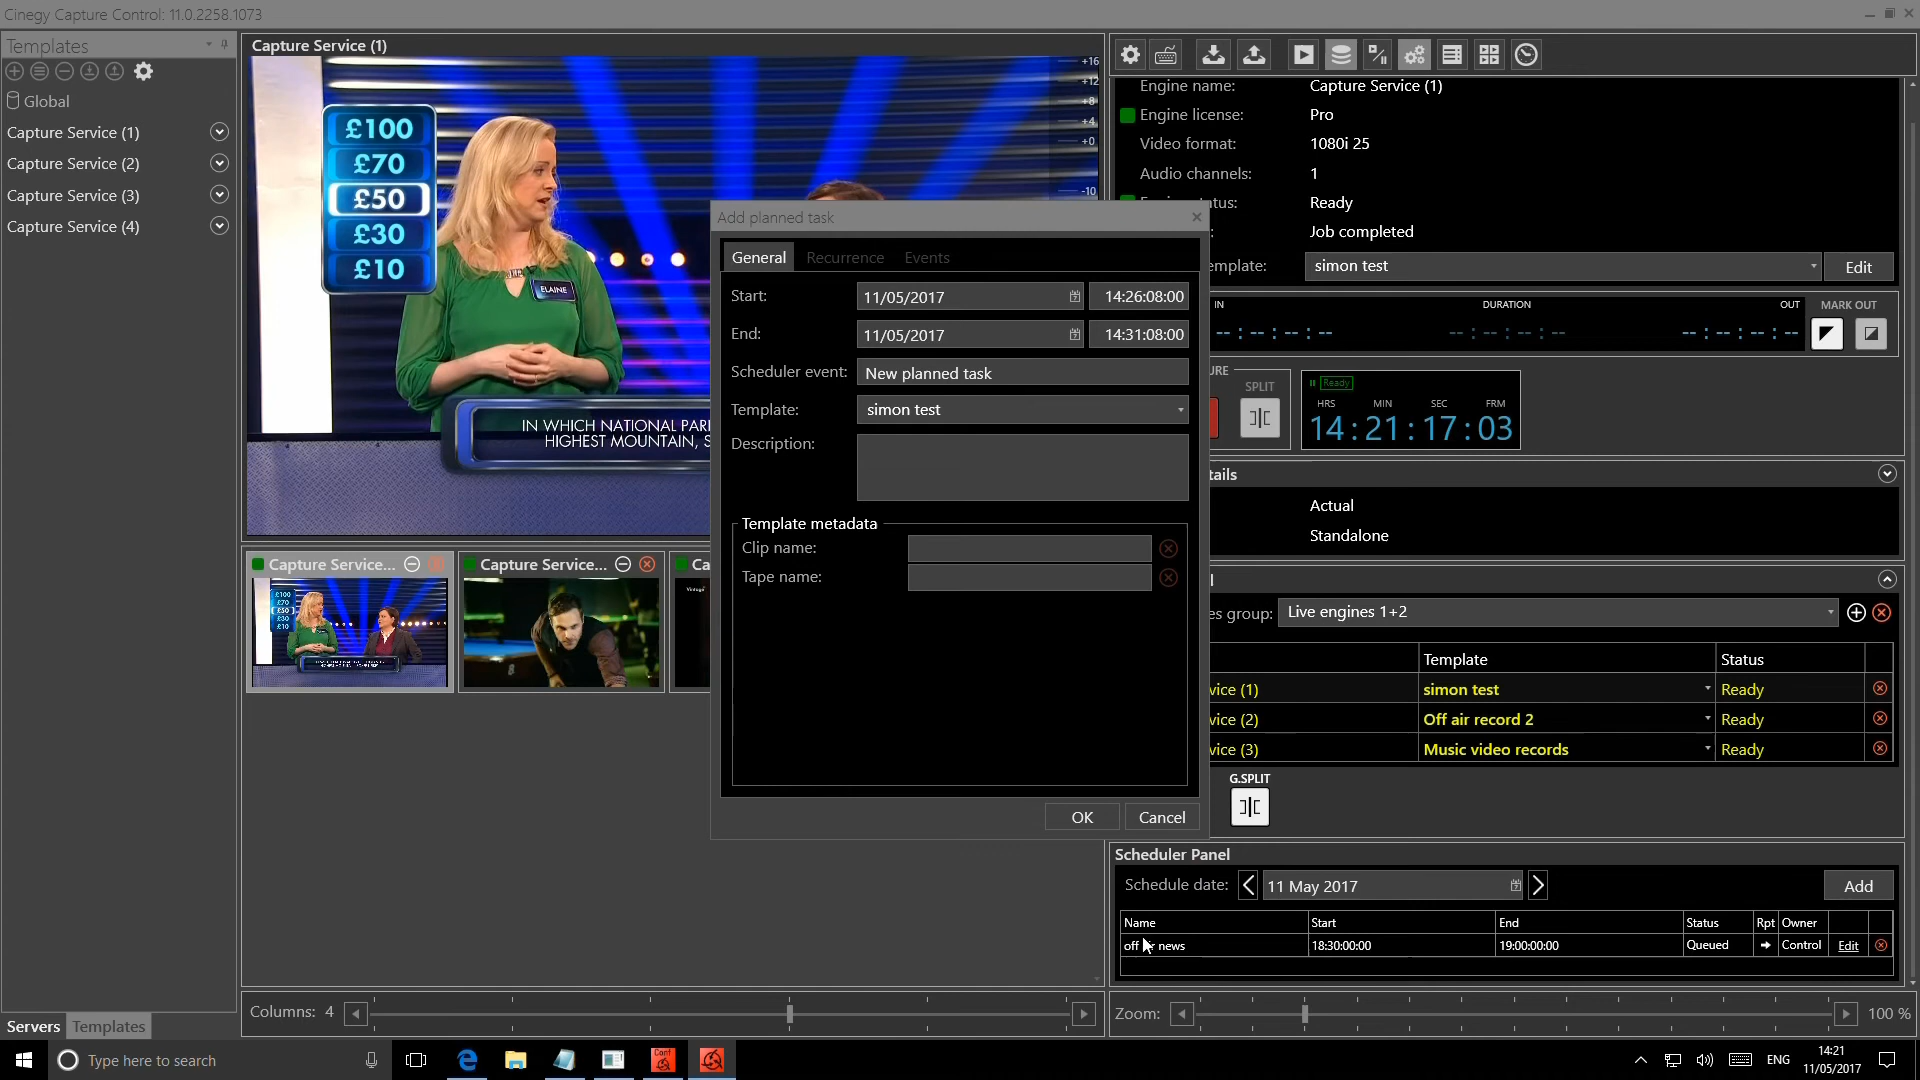 Cinegy Capture Control: 11.0.2258.1073
Templates
Global
Capture Service (1)
Capture Service (2)
Capture Service (3)
Capture Service (4)
Servers
Templates
Capture Service (1)
+16
+12
+8
+4
+0
-10
£100
£70
£50
£30
£10
ELAINE
IN WHICH NATIONAL PAR
HIGHEST MOUNTAIN, S
Capture Service...
Capture Service...
Ca
Vintage
Columns: 4
Add planned task
General
Recurrence
Events
Start: 11/05/2017 14:26:08:00
End: 11/05/2017 14:31:08:00
Scheduler event: New planned task
Template: simon test
Description:
Template metadata
Clip name:
Tape name:
OK
Cancel
Engine name: Capture Service (1)
Engine license: Pro
Video format: 1080i 25
Audio channels: 1
tus: Ready
: Job completed
emplate: simon test
Edit
IN
DURATION
OUT
MARK OUT
-- : -- : -- : --
-- : -- : -- : --
-- : -- : -- : --
URE
SPLIT
Ready
HRS MIN SEC FRM
14 : 21 : 17 : 03
tails
Actual
Standalone
l
es group: Live engines 1+2
Template Status
vice (1) simon test Ready
vice (2) Off air record 2 Ready
vice (3) Music video records Ready
G.SPLIT
Scheduler Panel
Schedule date: 11 May 2017
Add
Name Start End Status Rpt Owner
off r news 18:30:00:00 19:00:00:00 Queued Control Edit
Zoom: 100 %
Type here to search
Conf
ENG
14:21
11/05/2017